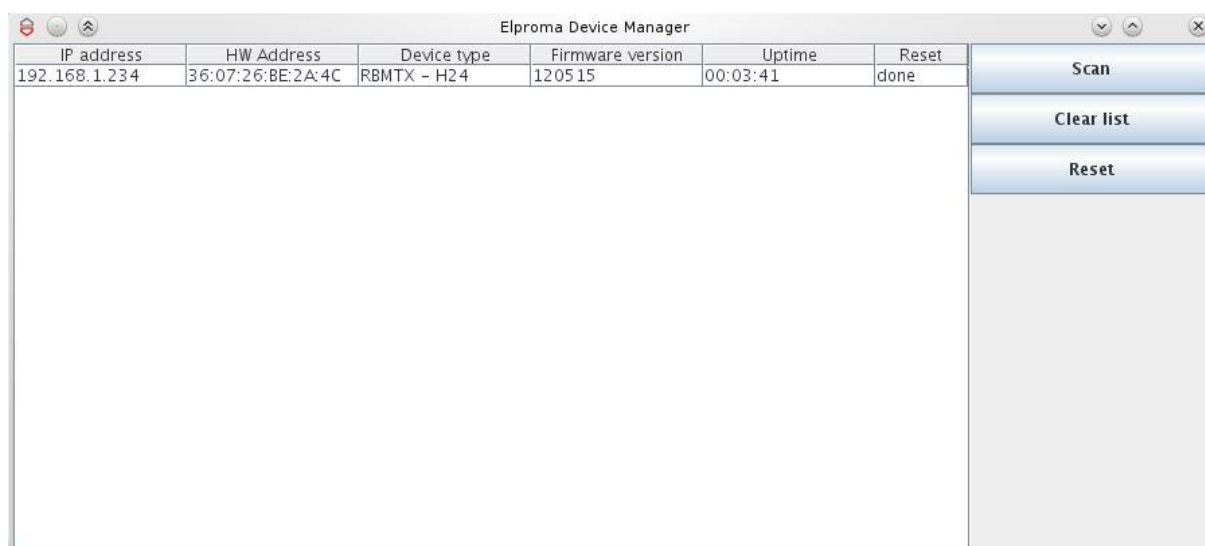 Elproma Device Manager
IP address HW Address Device type Firmware version Uptime Reset
192.168.1.234 36:07:26:BE:2A:4C RBMTX – H24 120515 00:03:41 done
Scan
Clear list
Reset